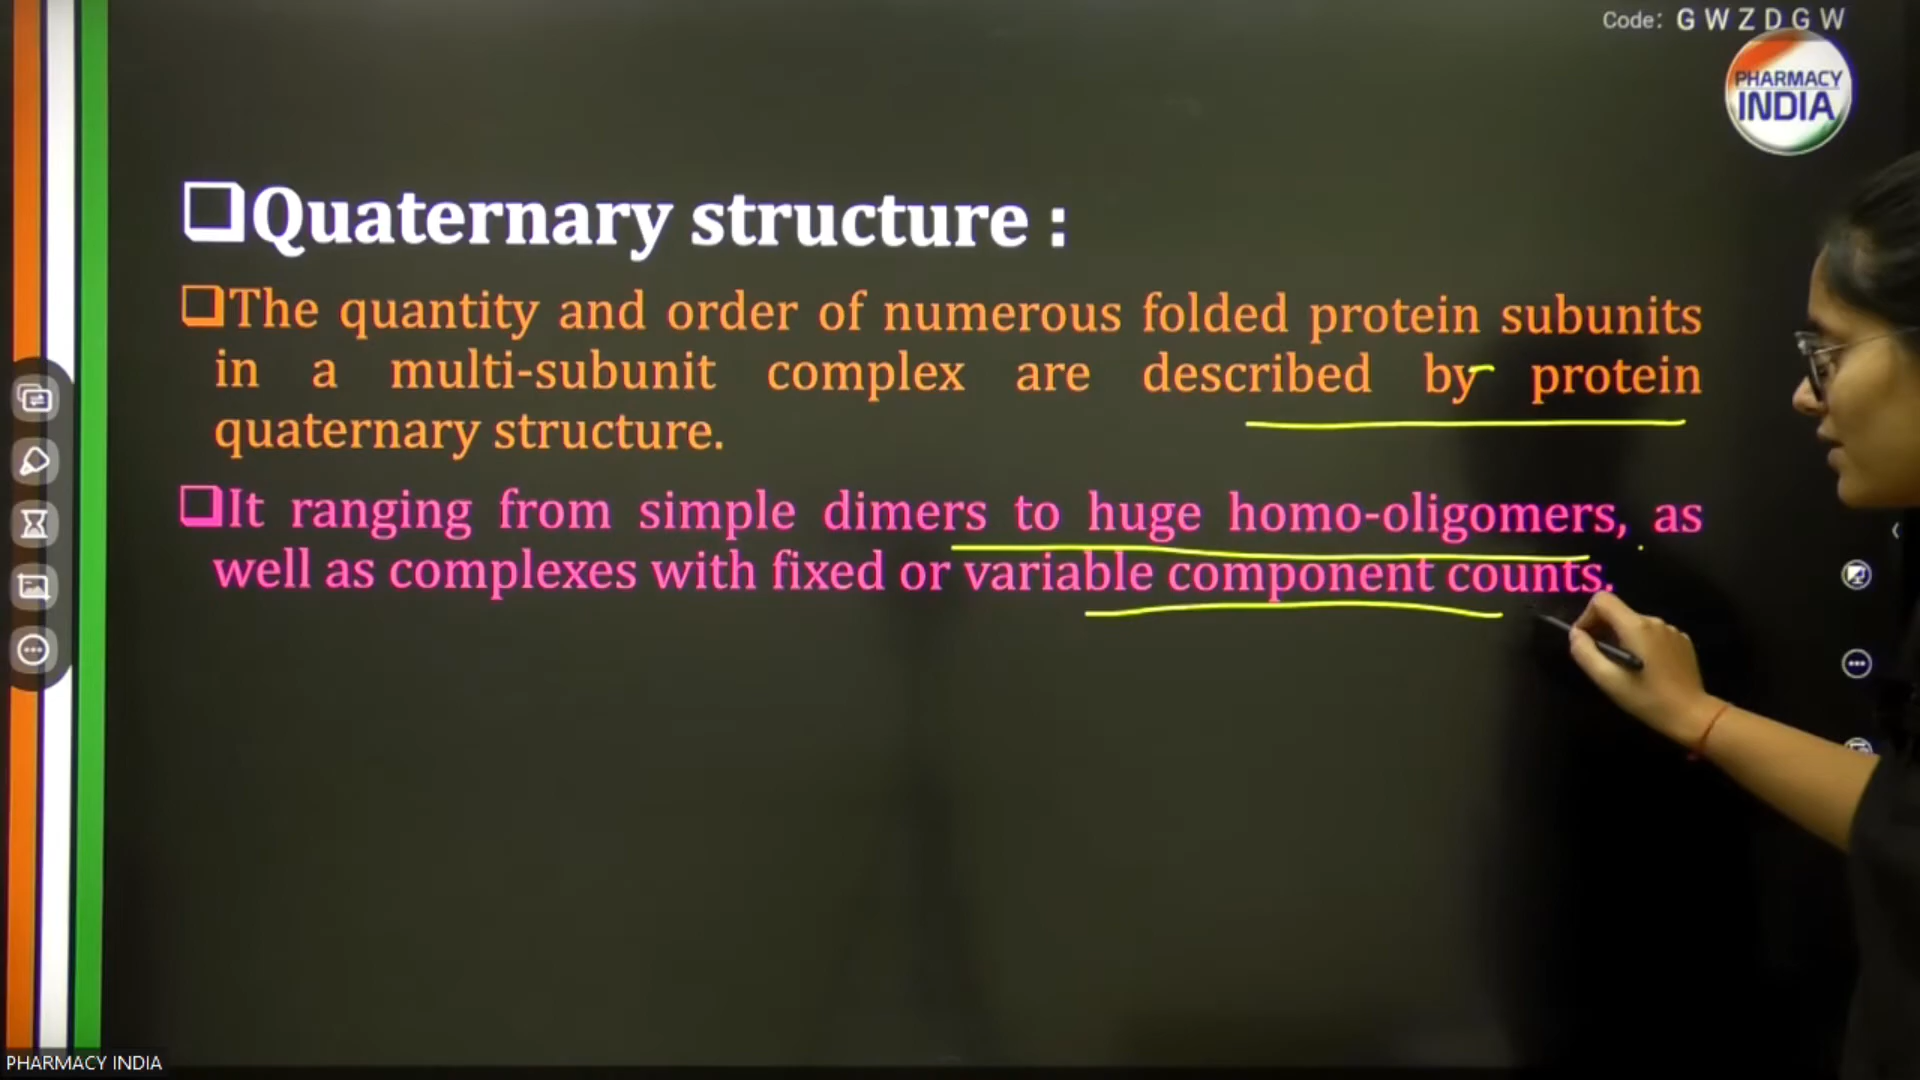 Code: GWZDGW
PHARMACY
INDIA
❑Quaternary structure :
❑The quantity and order of numerous folded protein subunits
in a multi-subunit complex are described by protein
quaternary structure.
❑It ranging from simple dimers to huge homo-oligomers, as
well as complexes with fixed or variable component counts.
PHARMACY INDIA